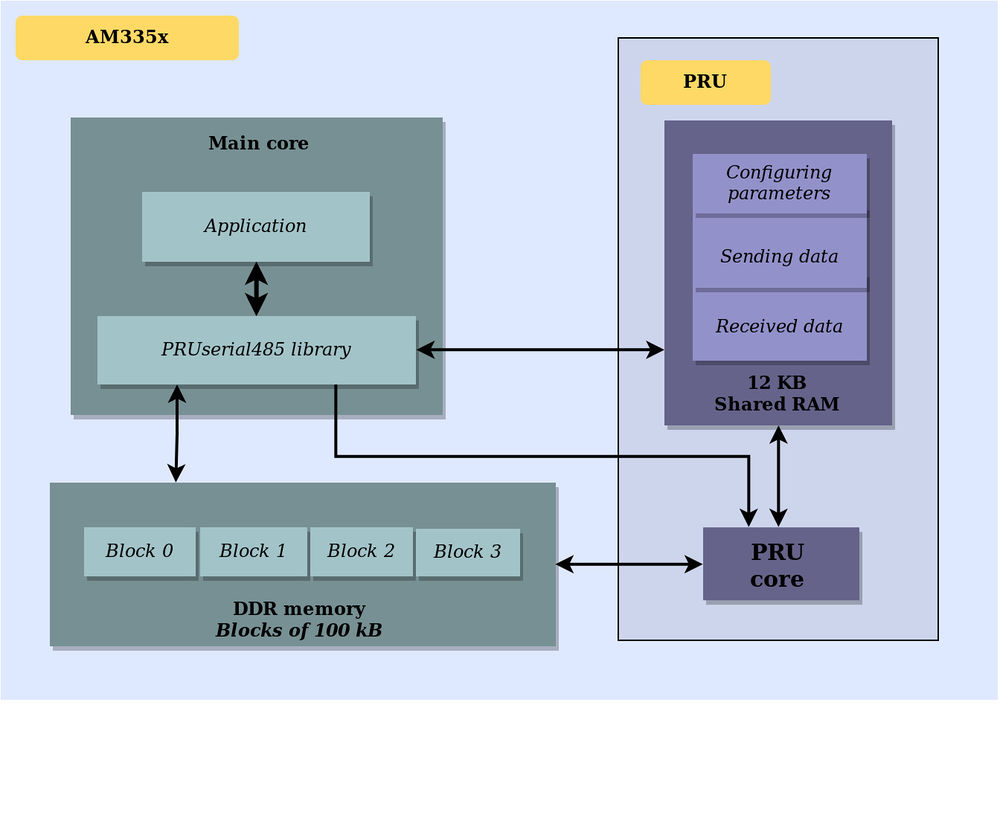 AM335x
PRU
Main core
Application
PRUserial485 library
Configuring
parameters
Sending data
Received data
12 KB
Shared RAM
Block 0
Block 1
Block 2
Block 3
DDR memory
Blocks of 100 kB
PRU
core